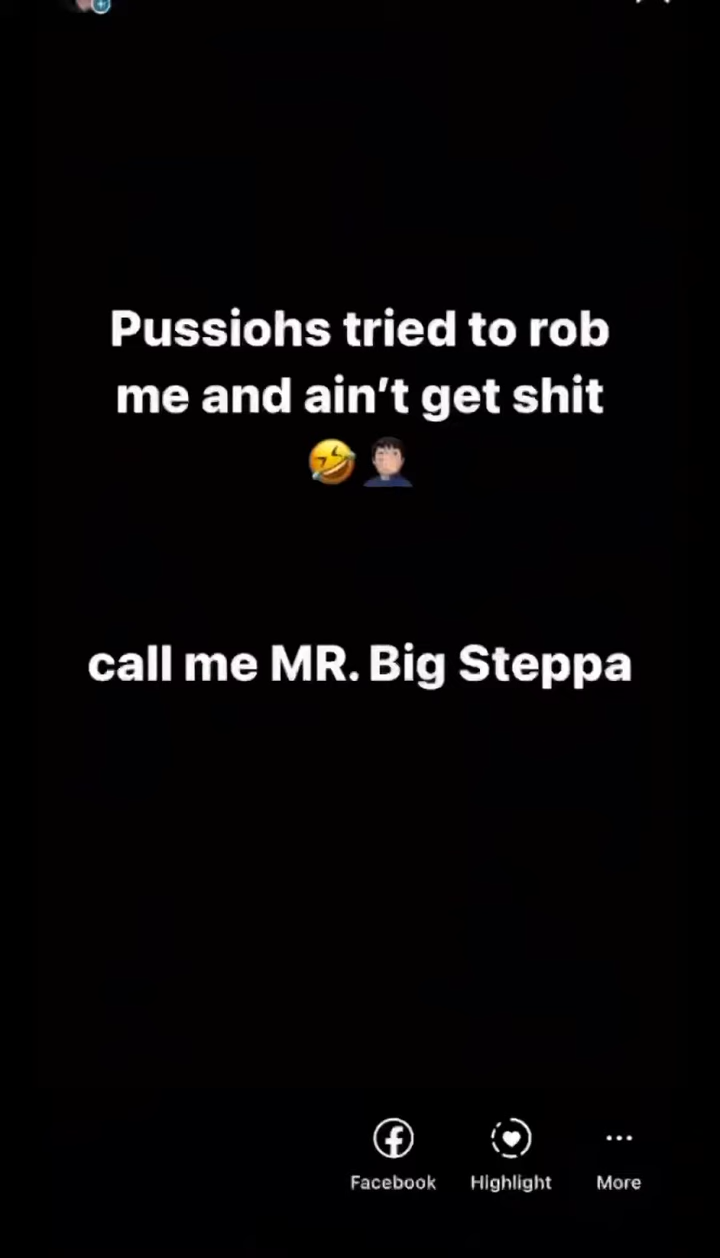 Pussiohs tried to rob
me and ain’t get shit
🤣🤦🏻‍♂️
call me MR. Big Steppa
Facebook Highlight More